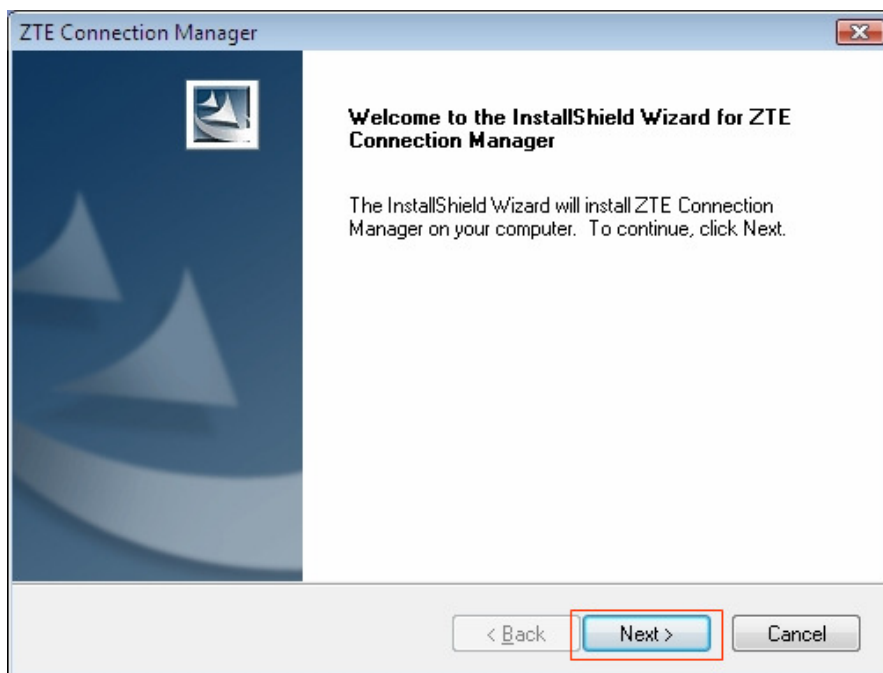 ZTE Connection Manager
Welcome to the InstallShield Wizard for ZTE
Connection Manager
The InstallShield Wizard will install ZTE Connection
Manager on your computer. To continue, click Next.
< Back
Next >
Cancel